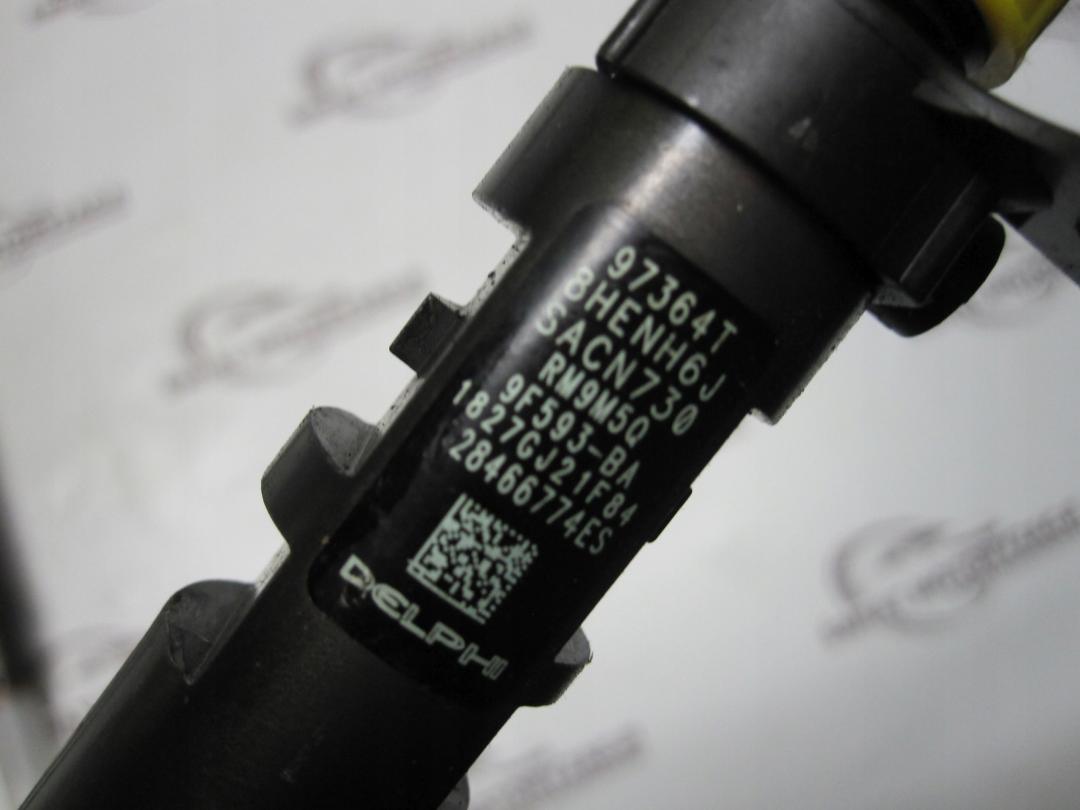 97364T
8HENH6J
SACN730
RM9M5Q
9F593-BA
1827GJ21F84
28466774ES
DELPHI